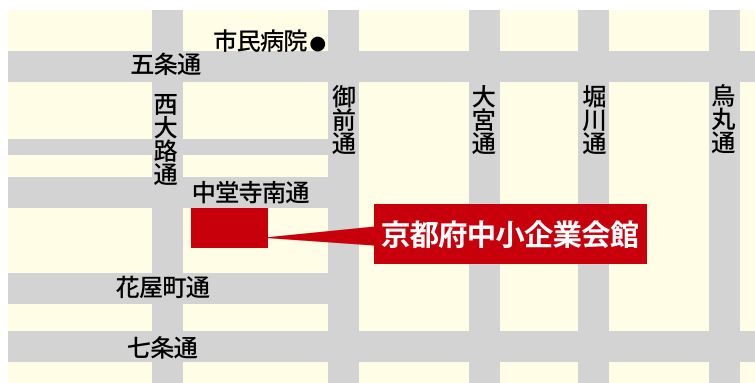 市民病院
五条通
西大路通
御前通
大宮通
堀川通
烏丸通
中堂寺南通
京都府中小企業会館
花屋町通
七条通